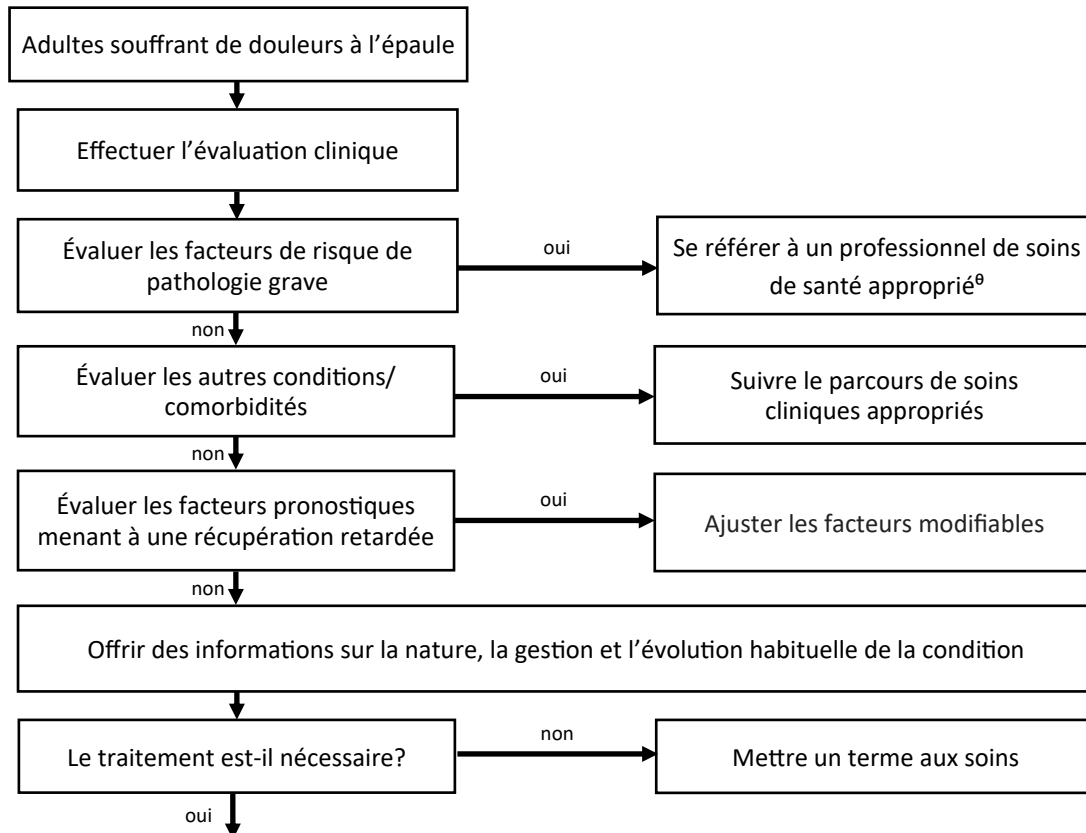 Adultes souffrant de douleurs à l’épaule
Effectuer l’évaluation clinique
Évaluer les facteurs de risque de
pathologie grave
oui
Se référer à un professionnel de soins
de santé appropriéᶿ
non
Évaluer les autres conditions/
comorbidités
oui
Suivre le parcours de soins
cliniques appropriés
non
Évaluer les facteurs pronostiques
menant à une récupération retardée
oui
Ajuster les facteurs modifiables
non
Offrir des informations sur la nature, la gestion et l’évolution habituelle de la condition
Le traitement est-il nécessaire?
non
Mettre un terme aux soins
oui